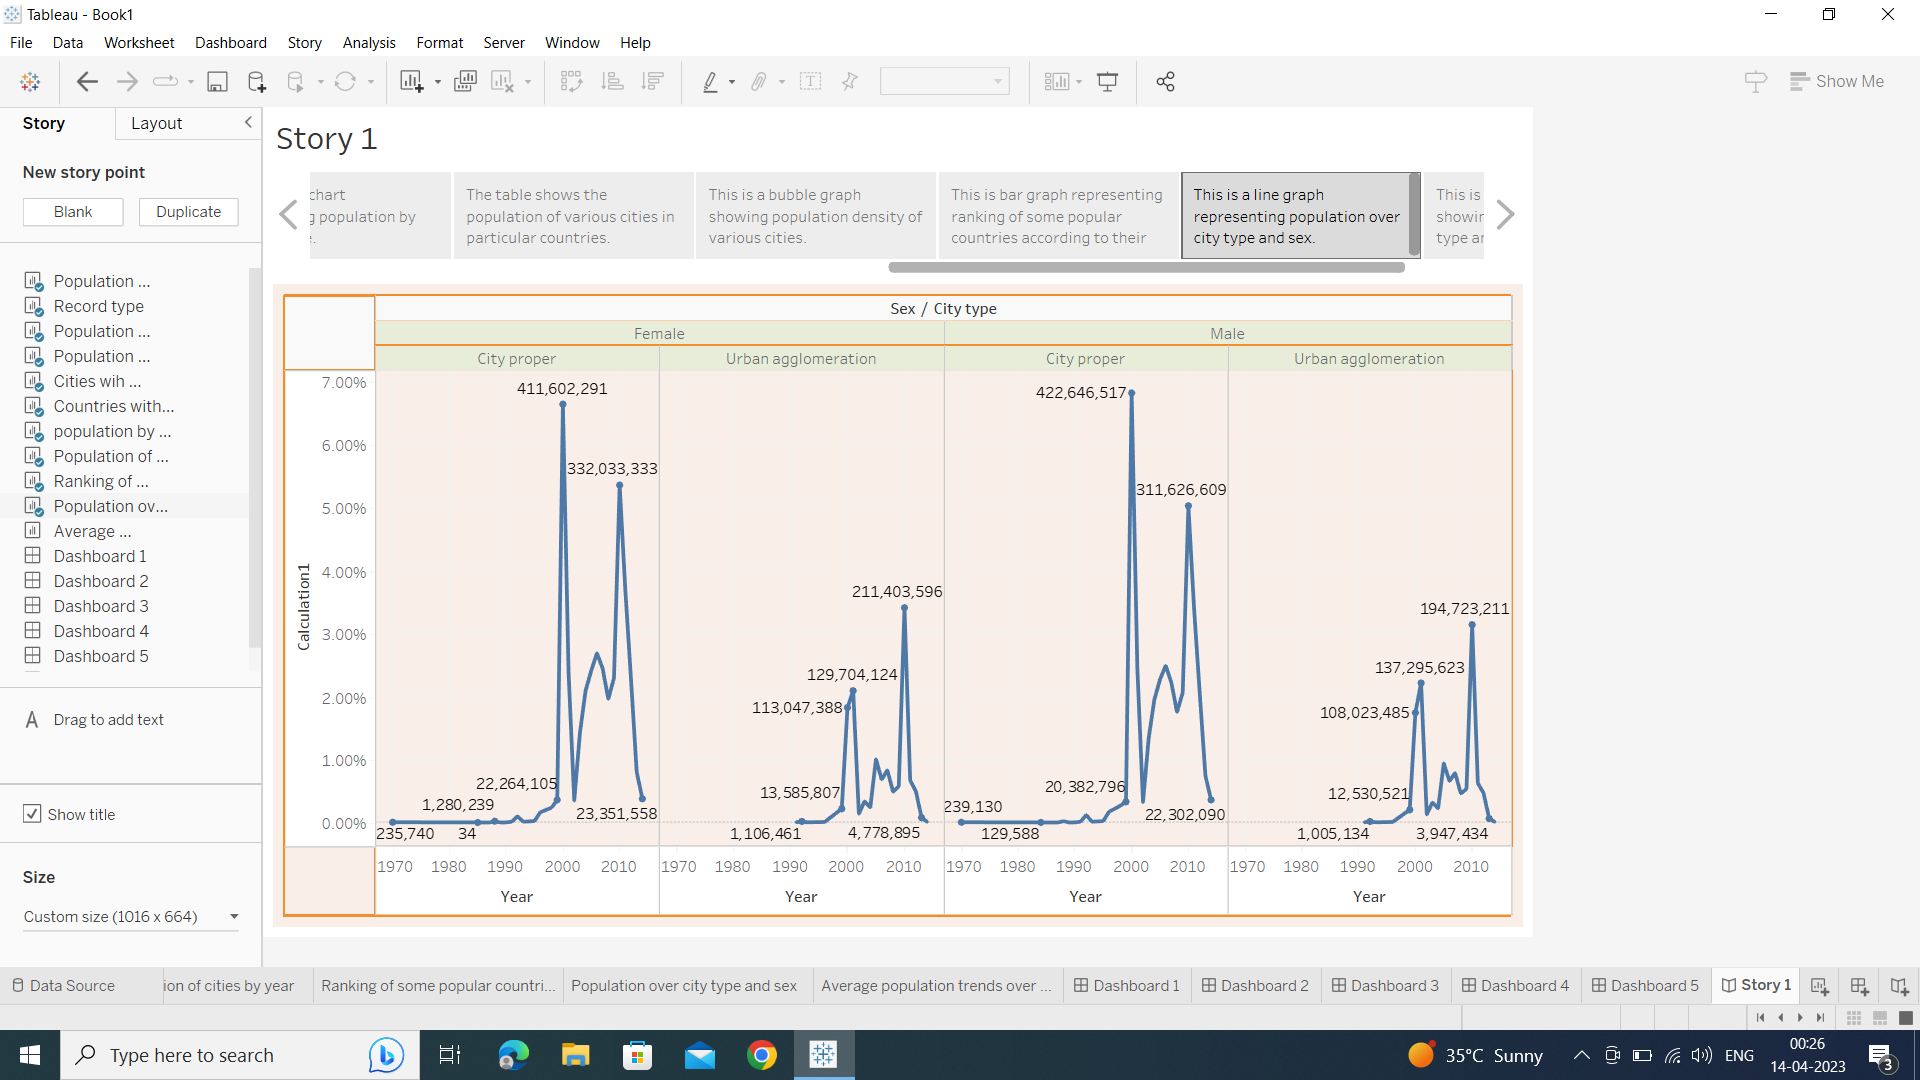 Tableau - Book1
File Data Worksheet Dashboard Story Analysis Format Server Window Help
Show Me
Story
Layout
New story point
Blank
Duplicate
Population ...
Record type
Population ...
Population ...
Cities wih ...
Countries with...
population by ...
Population of ...
Ranking of ...
Population ov...
Average ...
Dashboard 1
Dashboard 2
Dashboard 3
Dashboard 4
Dashboard 5
A Drag to add text
Show title
Size
Custom size (1016 x 664)
Story 1
chart
g population by
The table shows the
population of various cities in
particular countries.
This is a bubble graph
showing population density of
various cities.
This is bar graph representing
ranking of some popular
countries according to their
This is a line graph
representing population over
city type and sex.
This is
showin
type an
Sex / City type
Female
Male
City proper
Urban agglomeration
City proper
Urban agglomeration
Calculation1
7.00%
6.00%
5.00%
4.00%
3.00%
2.00%
1.00%
0.00%
411,602,291
332,033,333
22,264,105
1,280,239
235,740
34
23,351,558
211,403,596
129,704,124
113,047,388
13,585,807
1,106,461
4,778,895
422,646,517
311,626,609
20,382,796
239,130
129,588
22,302,090
194,723,211
137,295,623
108,023,485
12,530,521
1,005,134
3,947,434
1970 1980 1990 2000 2010
1970 1980 1990 2000 2010
1970 1980 1990 2000 2010
1970 1980 1990 2000 2010
Year
Year
Year
Year
Data Source
ion of cities by year
Ranking of some popular countri...
Population over city type and sex
Average population trends over ...
Dashboard 1
Dashboard 2
Dashboard 3
Dashboard 4
Dashboard 5
Story 1
Type here to search
35°C Sunny
ENG
00:26
14-04-2023
3